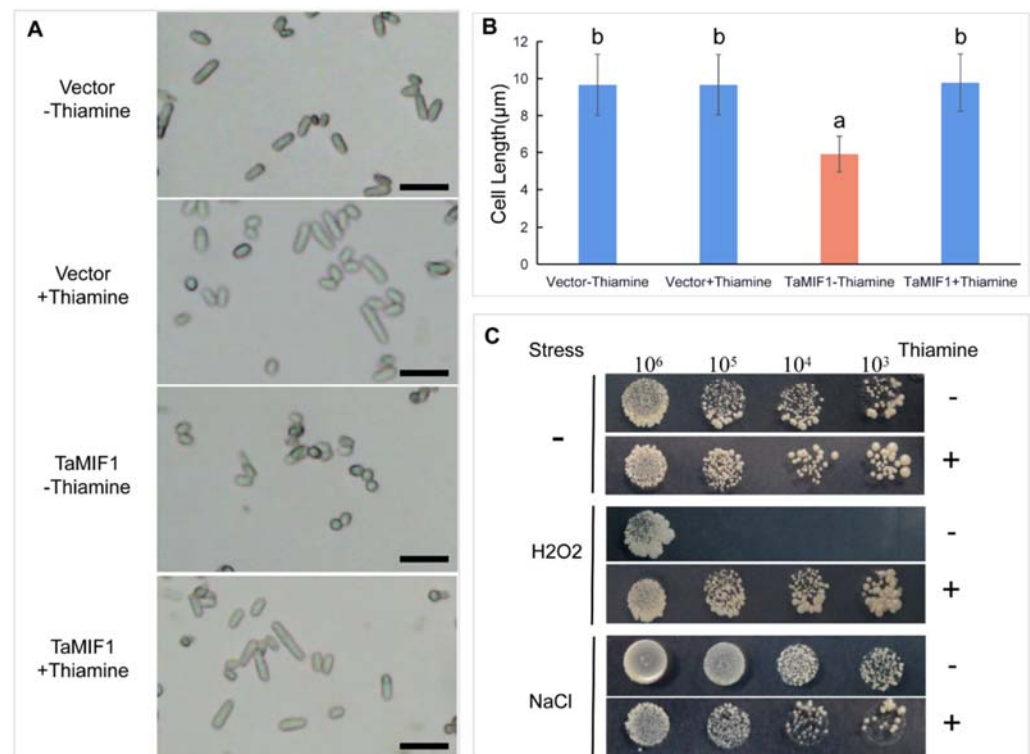 A
Vector
-Thiamine
Vector
+Thiamine
TaMIF1
-Thiamine
TaMIF1
+Thiamine
B
Cell Length(μm)
12
10
8
6
4
2
0
b
b
a
b
Vector-Thiamine
Vector+Thiamine
TaMIF1-Thiamine
TaMIF1+Thiamine
C
Stress
10⁶
10⁵
10⁴
10³
Thiamine
-
-
+
H2O2
-
+
NaCl
-
+